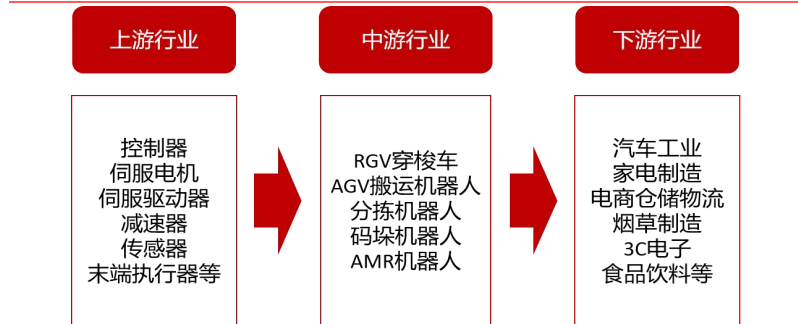 上游行业
中游行业
下游行业
控制器
伺服电机
伺服驱动器
减速器
传感器
末端执行器等
RGV穿梭车
AGV搬运机器人
分拣机器人
码垛机器人
AMR机器人
汽车工业
家电制造
电商仓储物流
烟草制造
3C电子
食品饮料等